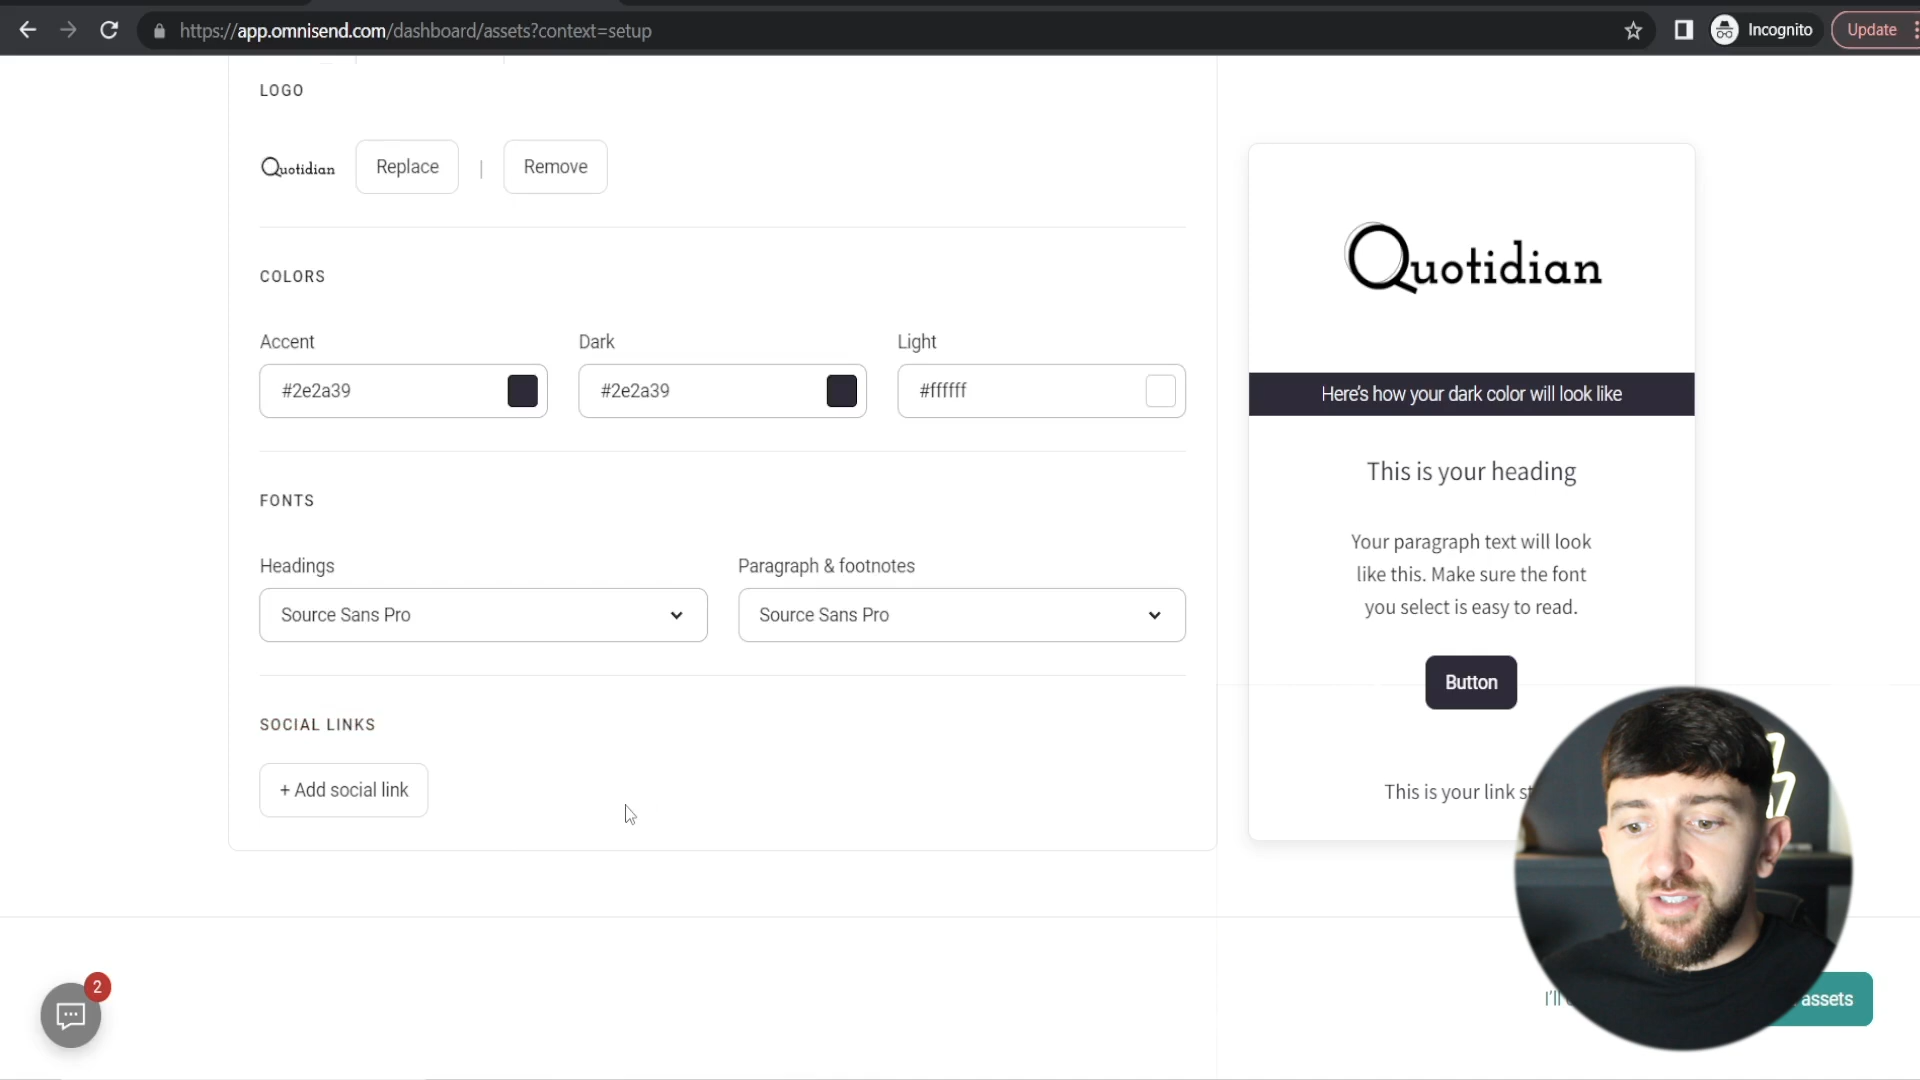 https://app.omnisend.com/dashboard/assets?context=setup
Incognito
Update
LOGO
Quotidian
Replace
|
Remove
Quotidian
COLORS
Accent
Dark
Light
#2e2a39
#2e2a39
#ffffff
Here's how your dark color will look like
FONTS
This is your heading
Headings
Paragraph & footnotes
Your paragraph text will look
like this. Make sure the font
you select is easy to read.
Source Sans Pro
Source Sans Pro
Button
SOCIAL LINKS
+ Add social link
This is your link
2
I'll
assets